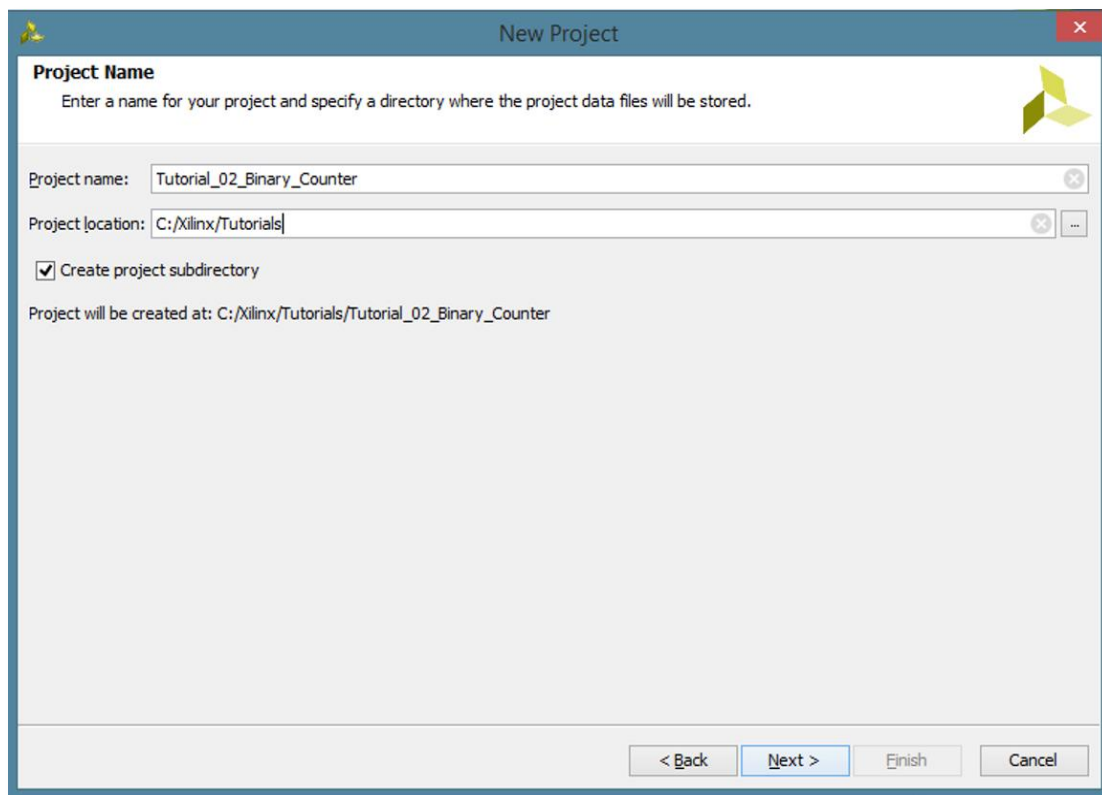 New Project
Project Name
Enter a name for your project and specify a directory where the project data files will be stored.
Project name: Tutorial_02_Binary_Counter
Project location: C:/Xilinx/Tutorials ...
Create project subdirectory
Project will be created at: C:/Xilinx/Tutorials/Tutorial_02_Binary_Counter
< Back Next > Finish Cancel